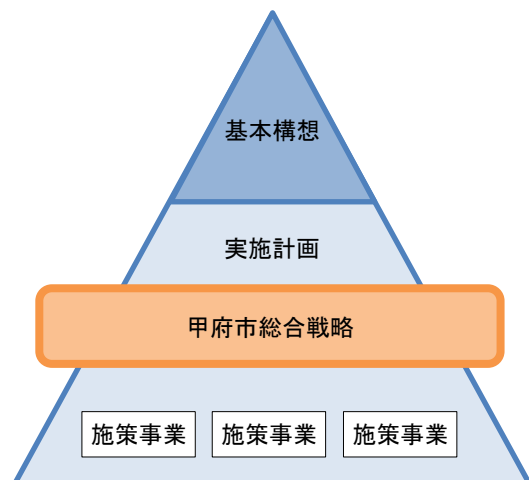 基本構想
実施計画
甲府市総合戦略
施策事業 施策事業 施策事業